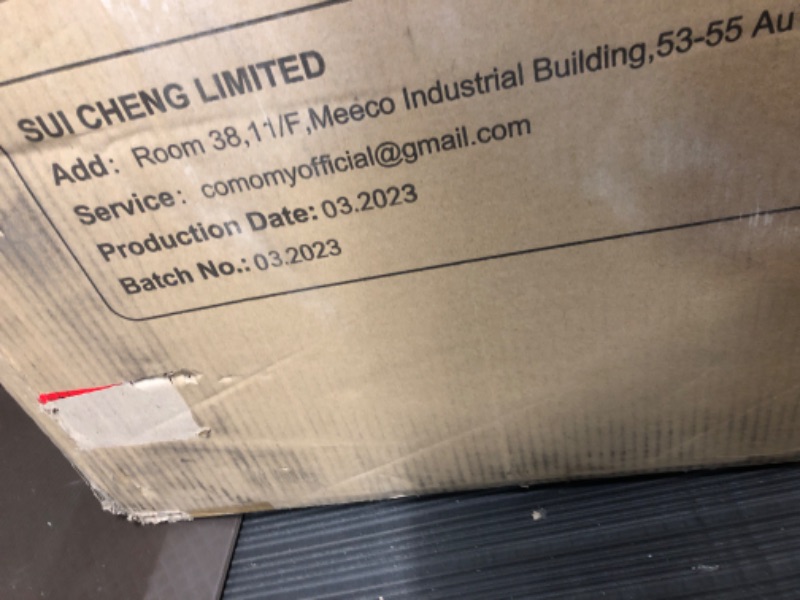 SUI CHENG LIMITED
Add: Room 38,11/F,Meeco Industrial Building,53-55 Au
Service: comomyofficial@gmail.com
Production Date: 03.2023
Batch No.: 03.2023